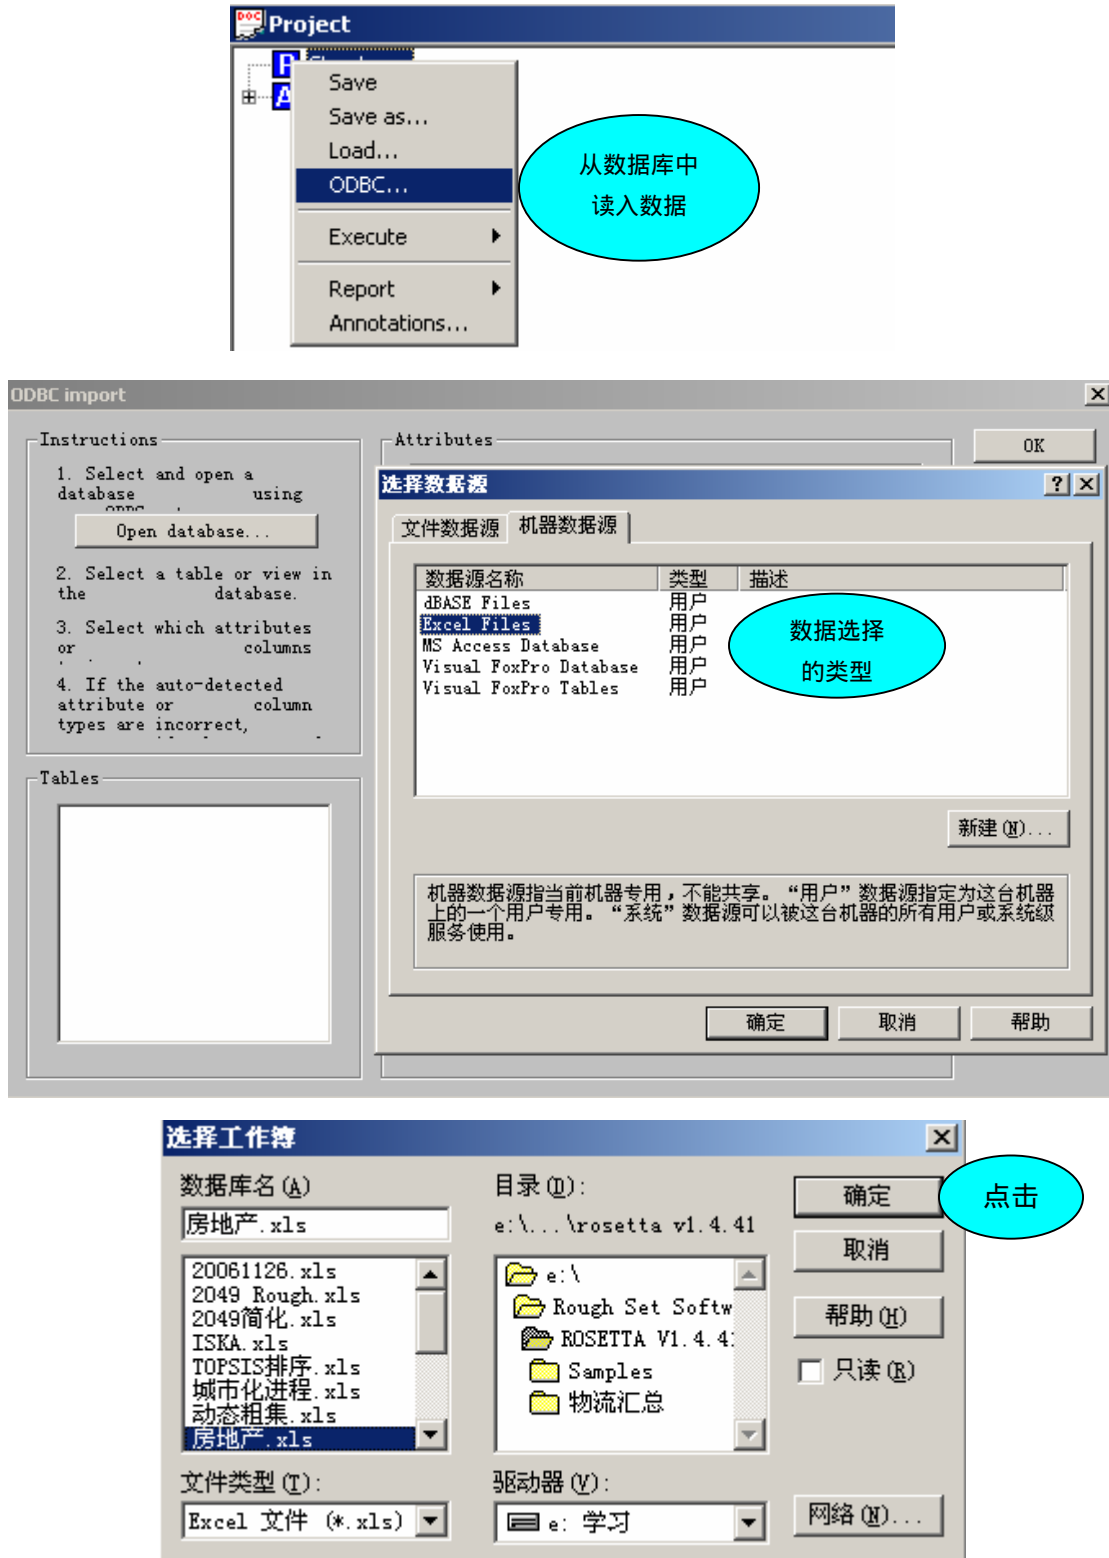 Project
Save
Save as...
Load...
ODBC...
Execute
Report
Annotations...
从数据库中
读入数据
ODBC import
Instructions
1. Select and open a
database using
Open database...
2. Select a table or view in
the database.
3. Select which attributes
or columns
4. If the auto-detected
attribute or column
types are incorrect,
Tables
Attributes
OK
选择数据源
文件数据源 机器数据源
数据源名称 类型 描述
dBASE Files 用户
Excel Files 用户
MS Access Database 用户
Visual FoxPro Database 用户
Visual FoxPro Tables 用户
数据选择
的类型
新建(N)...
机器数据源指当前机器专用，不能共享。“用户”数据源指定为这台机器
上的一个用户专用。“系统”数据源可以被这台机器的所有用户或系统级
服务使用。
确定 取消 帮助
选择工作簿
数据库名(A)
房地产.xls
20061126.xls
2049 Rough.xls
2049简化.xls
ISKA.xls
TOPSIS排序.xls
城市化进程.xls
动态粗集.xls
房地产.xls
文件类型(T):
Excel 文件 (*.xls)
目录(D):
e:\...\rosetta v1.4.41
e:\
Rough Set Softw
ROSETTA V1.4.4
Samples
物流汇总
驱动器(V):
e: 学习
确定
点击
取消
帮助(H)
只读(R)
网络(N)...